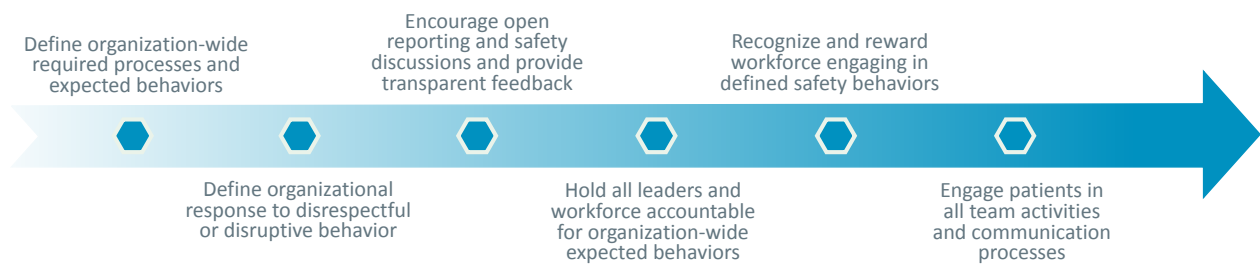 Define organization-wide
required processes and
expected behaviors
Define organizational
response to disrespectful
or disruptive behavior
Encourage open
reporting and safety
discussions and provide
transparent feedback
Hold all leaders and
workforce accountable
for organization-wide
expected behaviors
Recognize and reward
workforce engaging in
defined safety behaviors
Engage patients in
all team activities
and communication
processes